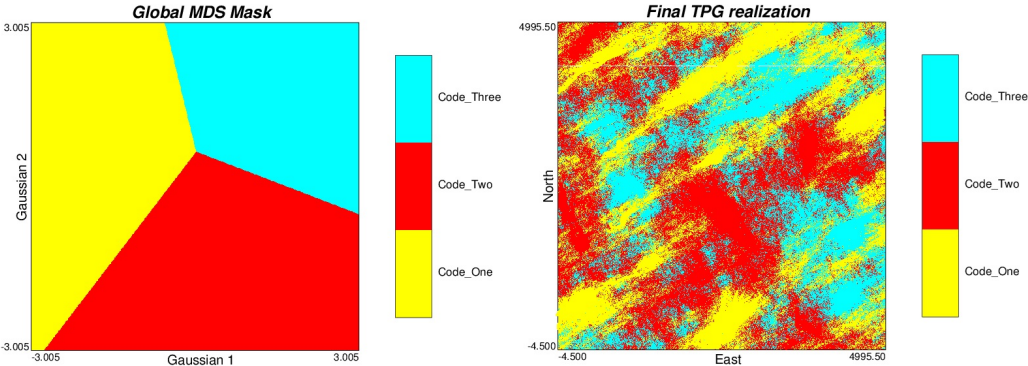 Global MDS Mask
3.005
Gaussian 2
-3.005
-3.005
Gaussian 1
3.005
Code_Three
Code_Two
Code_One
Final TPG realization
4995.50
North
-4.500
-4.500
East
4995.50
Code_Three
Code_Two
Code_One